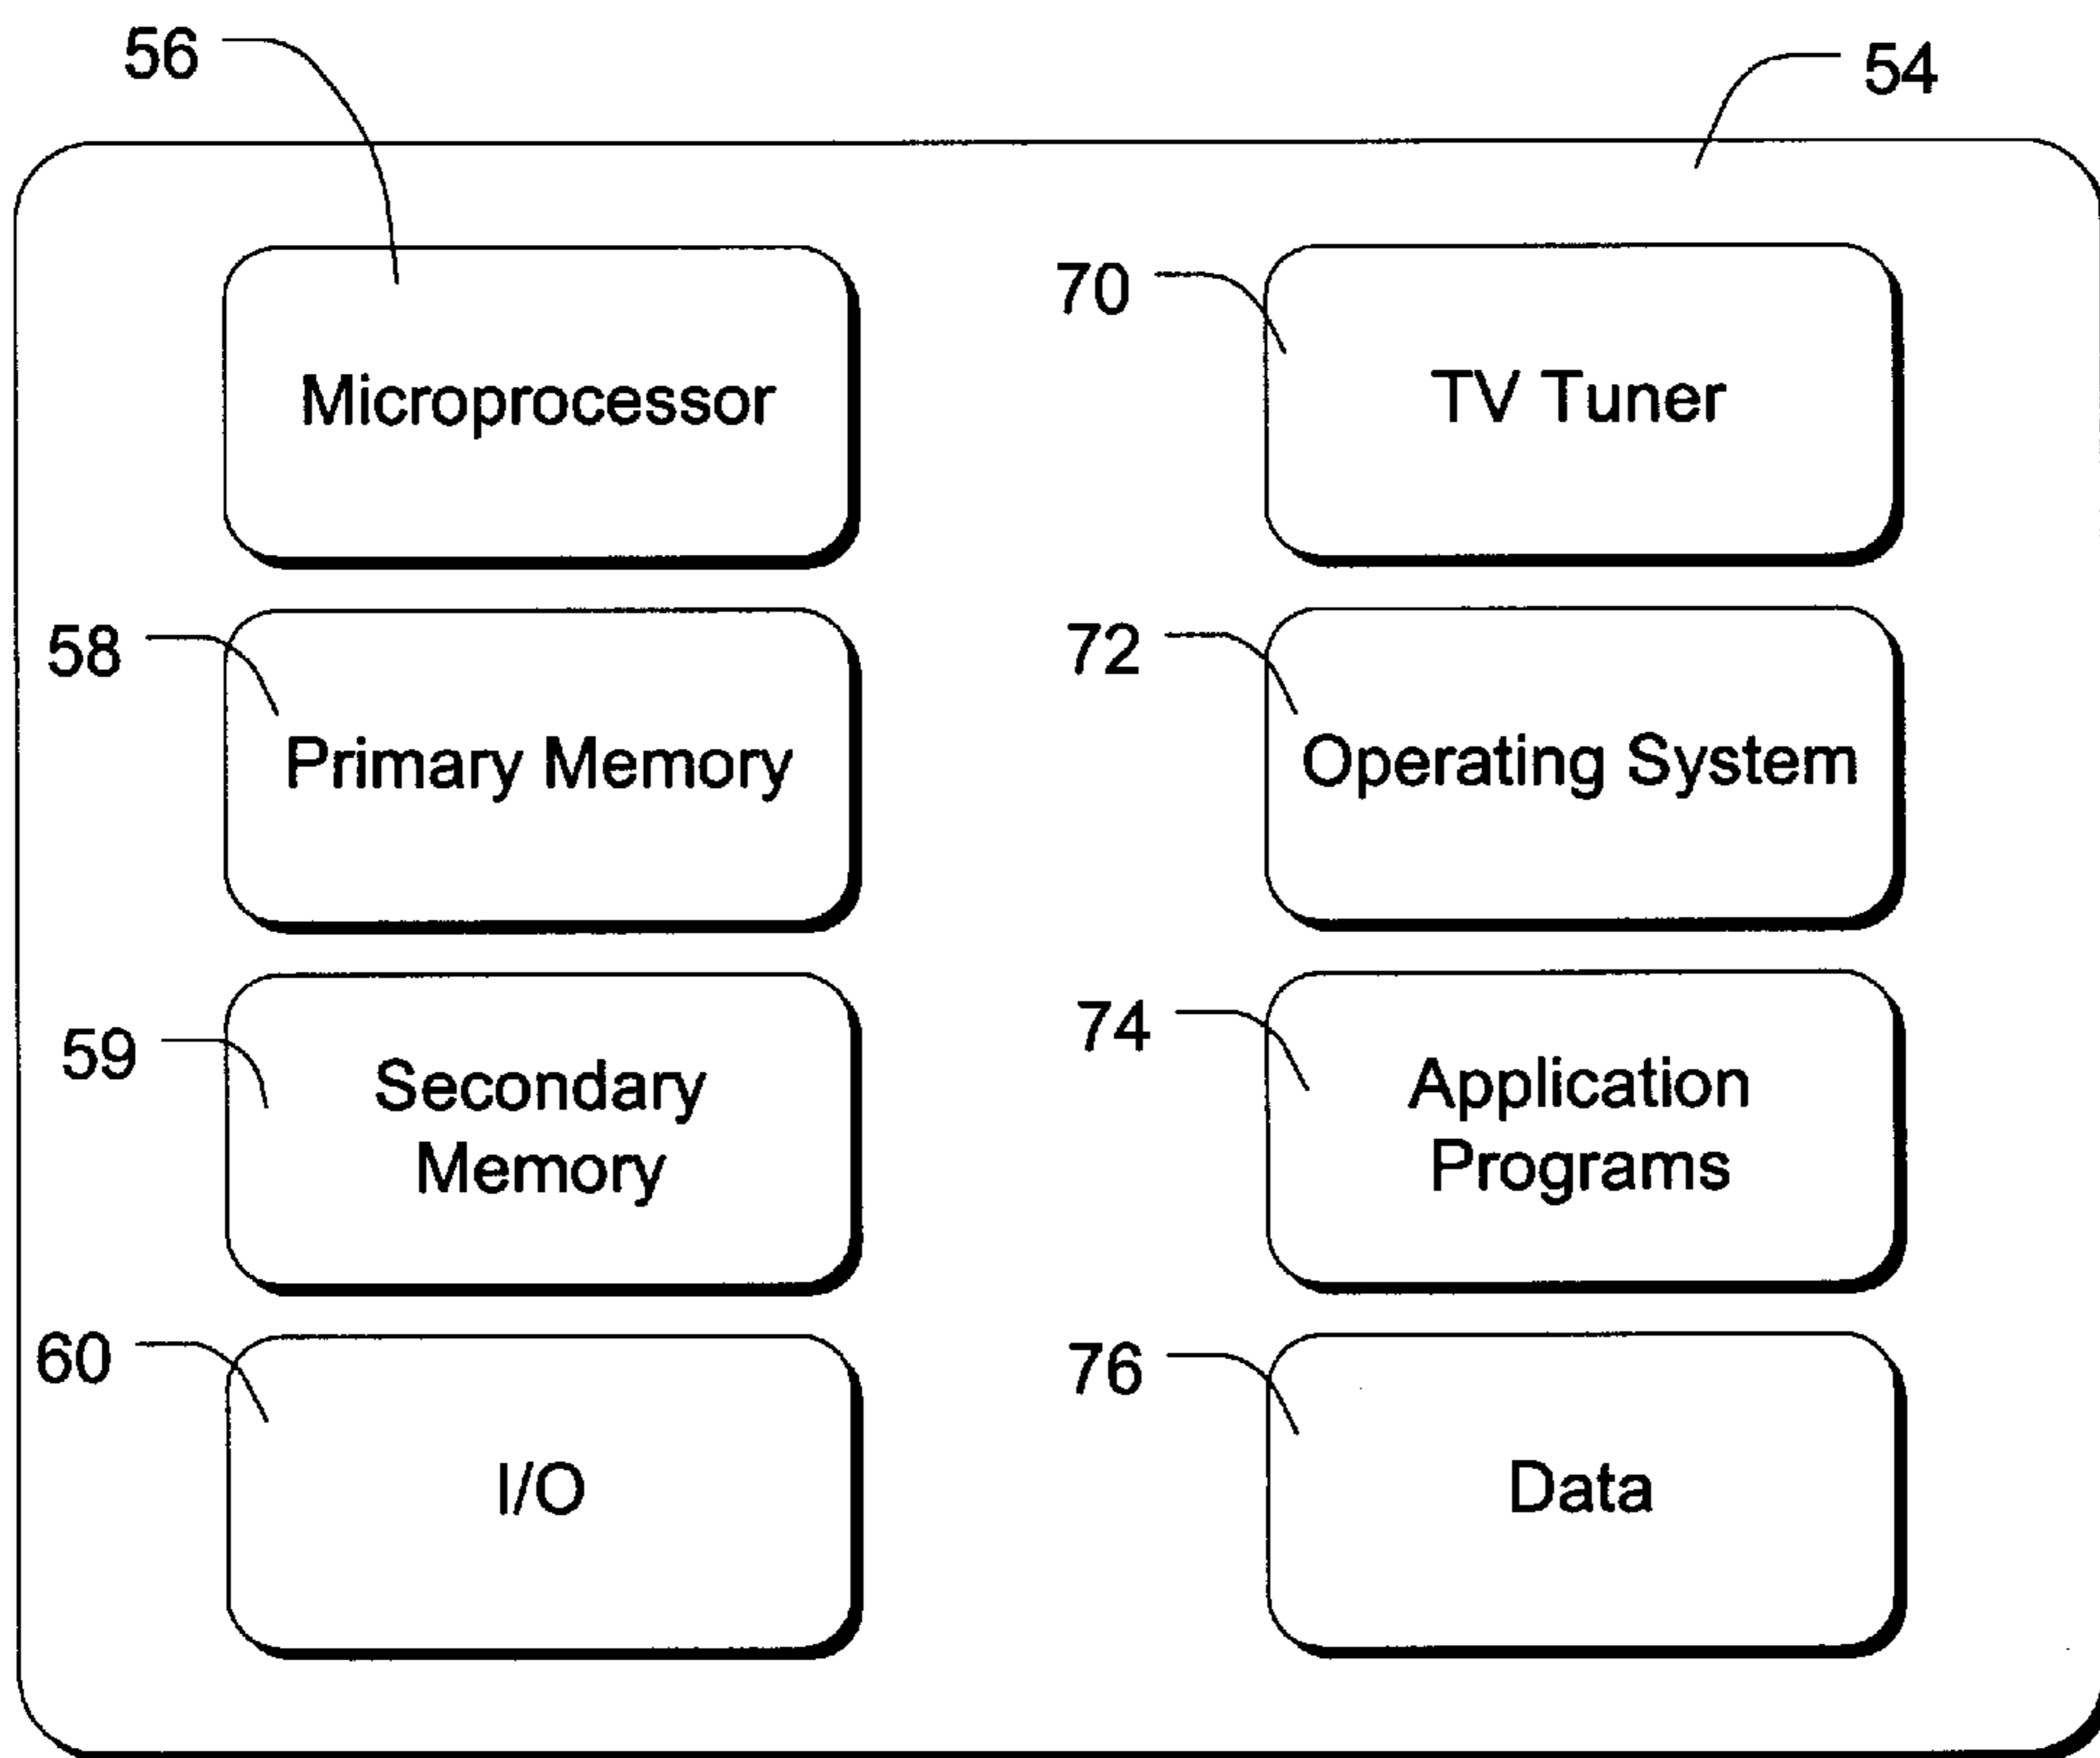 56
54
Microprocessor
70
TV Tuner
58
Primary Memory
72
Operating System
59
Secondary
Memory
74
Application
Programs
60
I/O
76
Data